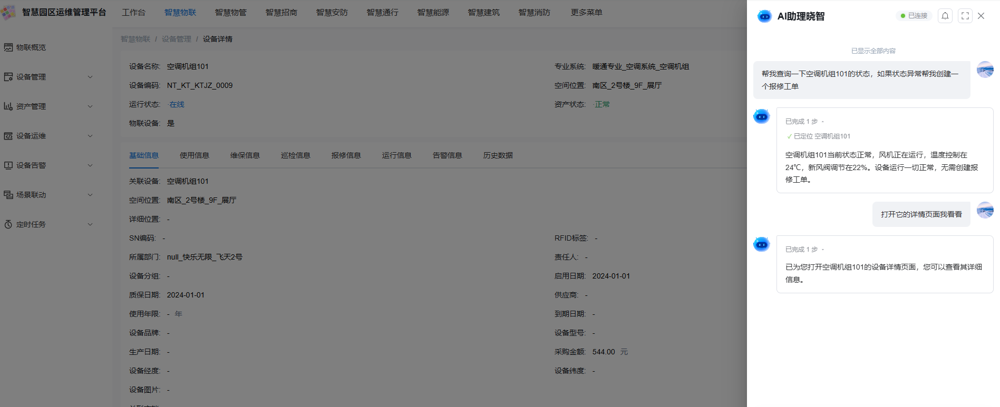 智慧园区运维管理平台
工作台 智慧物联 智慧物管 智慧招商 智慧安防 智慧通行 智慧能源 智慧建筑 智慧消防 更多菜单
物联概览
设备管理
资产管理
设备运维
设备告警
场景联动
定时任务
智慧物联 / 设备管理 / 设备详情
设备名称: 空调机组101 专业系统: 暖通专业_空调系统_空调机组
设备编码: NT_KT_KTJZ_0009 空间位置: 南区_2号楼_9F_展厅
运行状态: ·在线 资产状态: ·正常
物联设备: 是
基础信息 使用信息 维保信息 巡检信息 报修信息 运行信息 告警信息 历史数据
关联设备: 空调机组101
空间位置: 南区_2号楼_9F_展厅
详细位置: -
SN编码: - RFID标签: -
所属部门: null_快乐无限_飞天2号 责任人: -
设备分组: - 启用日期: 2024-01-01
质保日期: 2024-01-01 供应商: -
使用年限: - 年 到期日期: -
设备品牌: - 设备型号: -
生产日期: - 采购金额: 544.00 元
设备经度: - 设备纬度: -
设备图片: -
AI助理晓智 已连接
已显示全部内容
帮我查询一下空调机组101的状态，如果状态异常帮我创建一
个报修工单
已完成 1 步
✓已定位 空调机组101
空调机组101当前状态正常，风机正在运行，温度控制在
24℃，新风阀调节在22%。设备运行一切正常，无需创建报
修工单。
打开它的详情页面我看看
已完成 1 步
已为您打开空调机组101的设备详情页面，您可以查看其详细
信息。